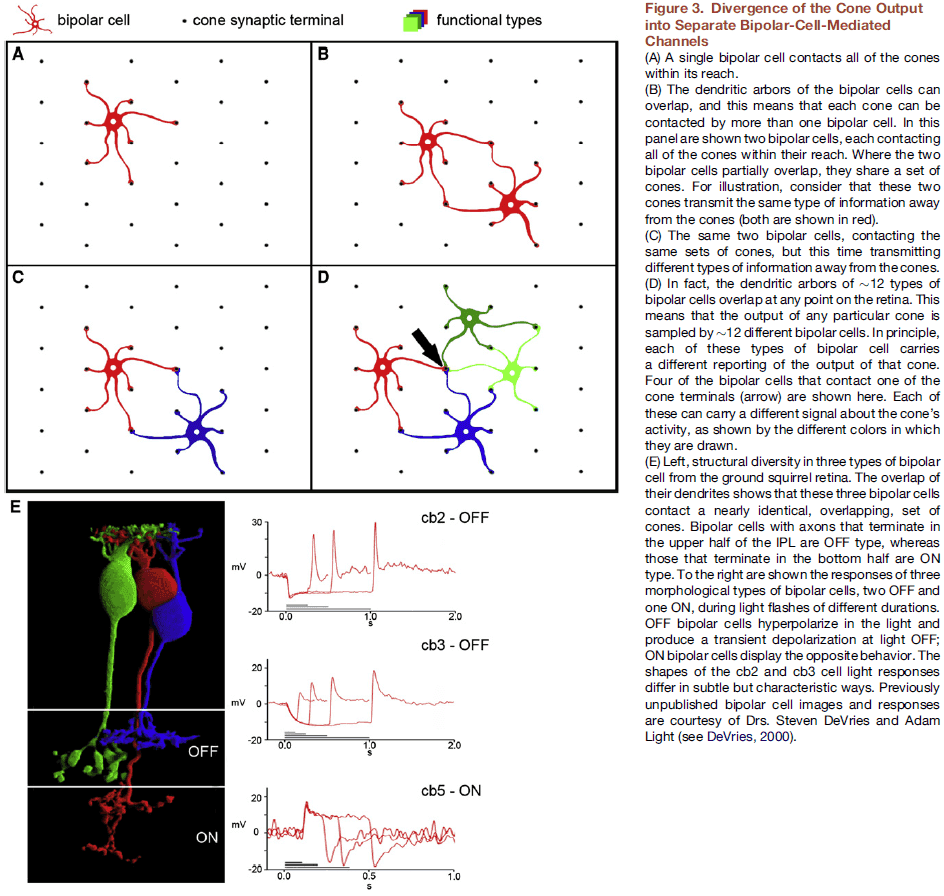 bipolar cell
cone synaptic terminal
functional types
A
B
C
D
E
OFF
ON
cb2 - OFF
30
mV
0
-20
0.0
1.0
2.0
s
cb3 - OFF
20
mV
0
-20
0.0
1.0
2.0
s
cb5 - ON
20
mV
0
-20
0.0
0.5
1.0
s
Figure 3. Divergence of the Cone Output
into Separate Bipolar-Cell-Mediated
Channels
(A) A single bipolar cell contacts all of the cones
within its reach.
(B) The dendritic arbors of the bipolar cells can
overlap, and this means that each cone can be
contacted by more than one bipolar cell. In this
panel are shown two bipolar cells, each contacting
all of the cones within their reach. Where the two
bipolar cells partially overlap, they share a set of
cones. For illustration, consider that these two
cones transmit the same type of information away
from the cones (both are shown in red).
(C) The same two bipolar cells, contacting the
same sets of cones, but this time transmitting
different types of information away from the cones.
(D) In fact, the dendritic arbors of ~12 types of
bipolar cells overlap at any point on the retina. This
means that the output of any particular cone is
sampled by ~12 different bipolar cells. In principle,
each of these types of bipolar cell carries
a different reporting of the output of that cone.
Four of the bipolar cells that contact one of the
cone terminals (arrow) are shown here. Each of
these can carry a different signal about the cone's
activity, as shown by the different colors in which
they are drawn.
(E) Left, structural diversity in three types of bipolar
cell from the ground squirrel retina. The overlap of
their dendrites shows that these three bipolar cells
contact a nearly identical, overlapping, set of
cones. Bipolar cells with axons that terminate in
the upper half of the IPL are OFF type, whereas
those that terminate in the bottom half are ON
type. To the right are shown the responses of three
morphological types of bipolar cells, two OFF and
one ON, during light flashes of different durations.
OFF bipolar cells hyperpolarize in the light and
produce a transient depolarization at light OFF;
ON bipolar cells display the opposite behavior. The
shapes of the cb2 and cb3 cell light responses
differ in subtle but characteristic ways. Previously
unpublished bipolar cell images and responses
are courtesy of Drs. Steven DeVries and Adam
Light (see DeVries, 2000).